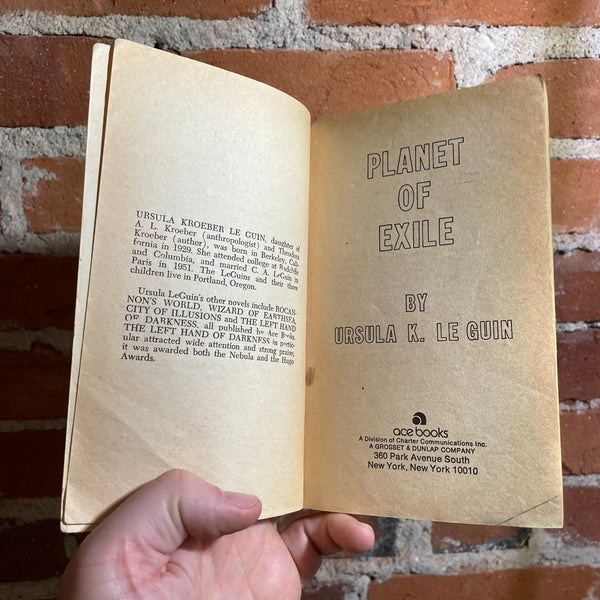 URSULA KROEBER LE GUIN, daughter of
A. L. Kroeber (anthropologist) and Theodora
Kroeber (author), was born in Berkeley, Cali-
fornia in 1929. She attended college at Radcliffe
and Columbia, and married C. A. LeGuin in
Paris in 1951. The LeGuins and their three
children live in Portland, Oregon.
Ursula LeGuin's other novels include ROCAN-
NON'S WORLD, WIZARD OF EARTHSEA,
CITY OF ILLUSIONS and THE LEFT HAND
OF DARKNESS, all published by Ace Books.
THE LEFT HAND OF DARKNESS in partic-
ular attracted wide attention and strong praise;
it was awarded both the Nebula and the Hugo
Awards.
PLANET
OF
EXILE
BY
URSULA K. LE GUIN
ace books
A Division of Charter Communications Inc.
A GROSSET & DUNLAP COMPANY
360 Park Avenue South
New York, New York 10010